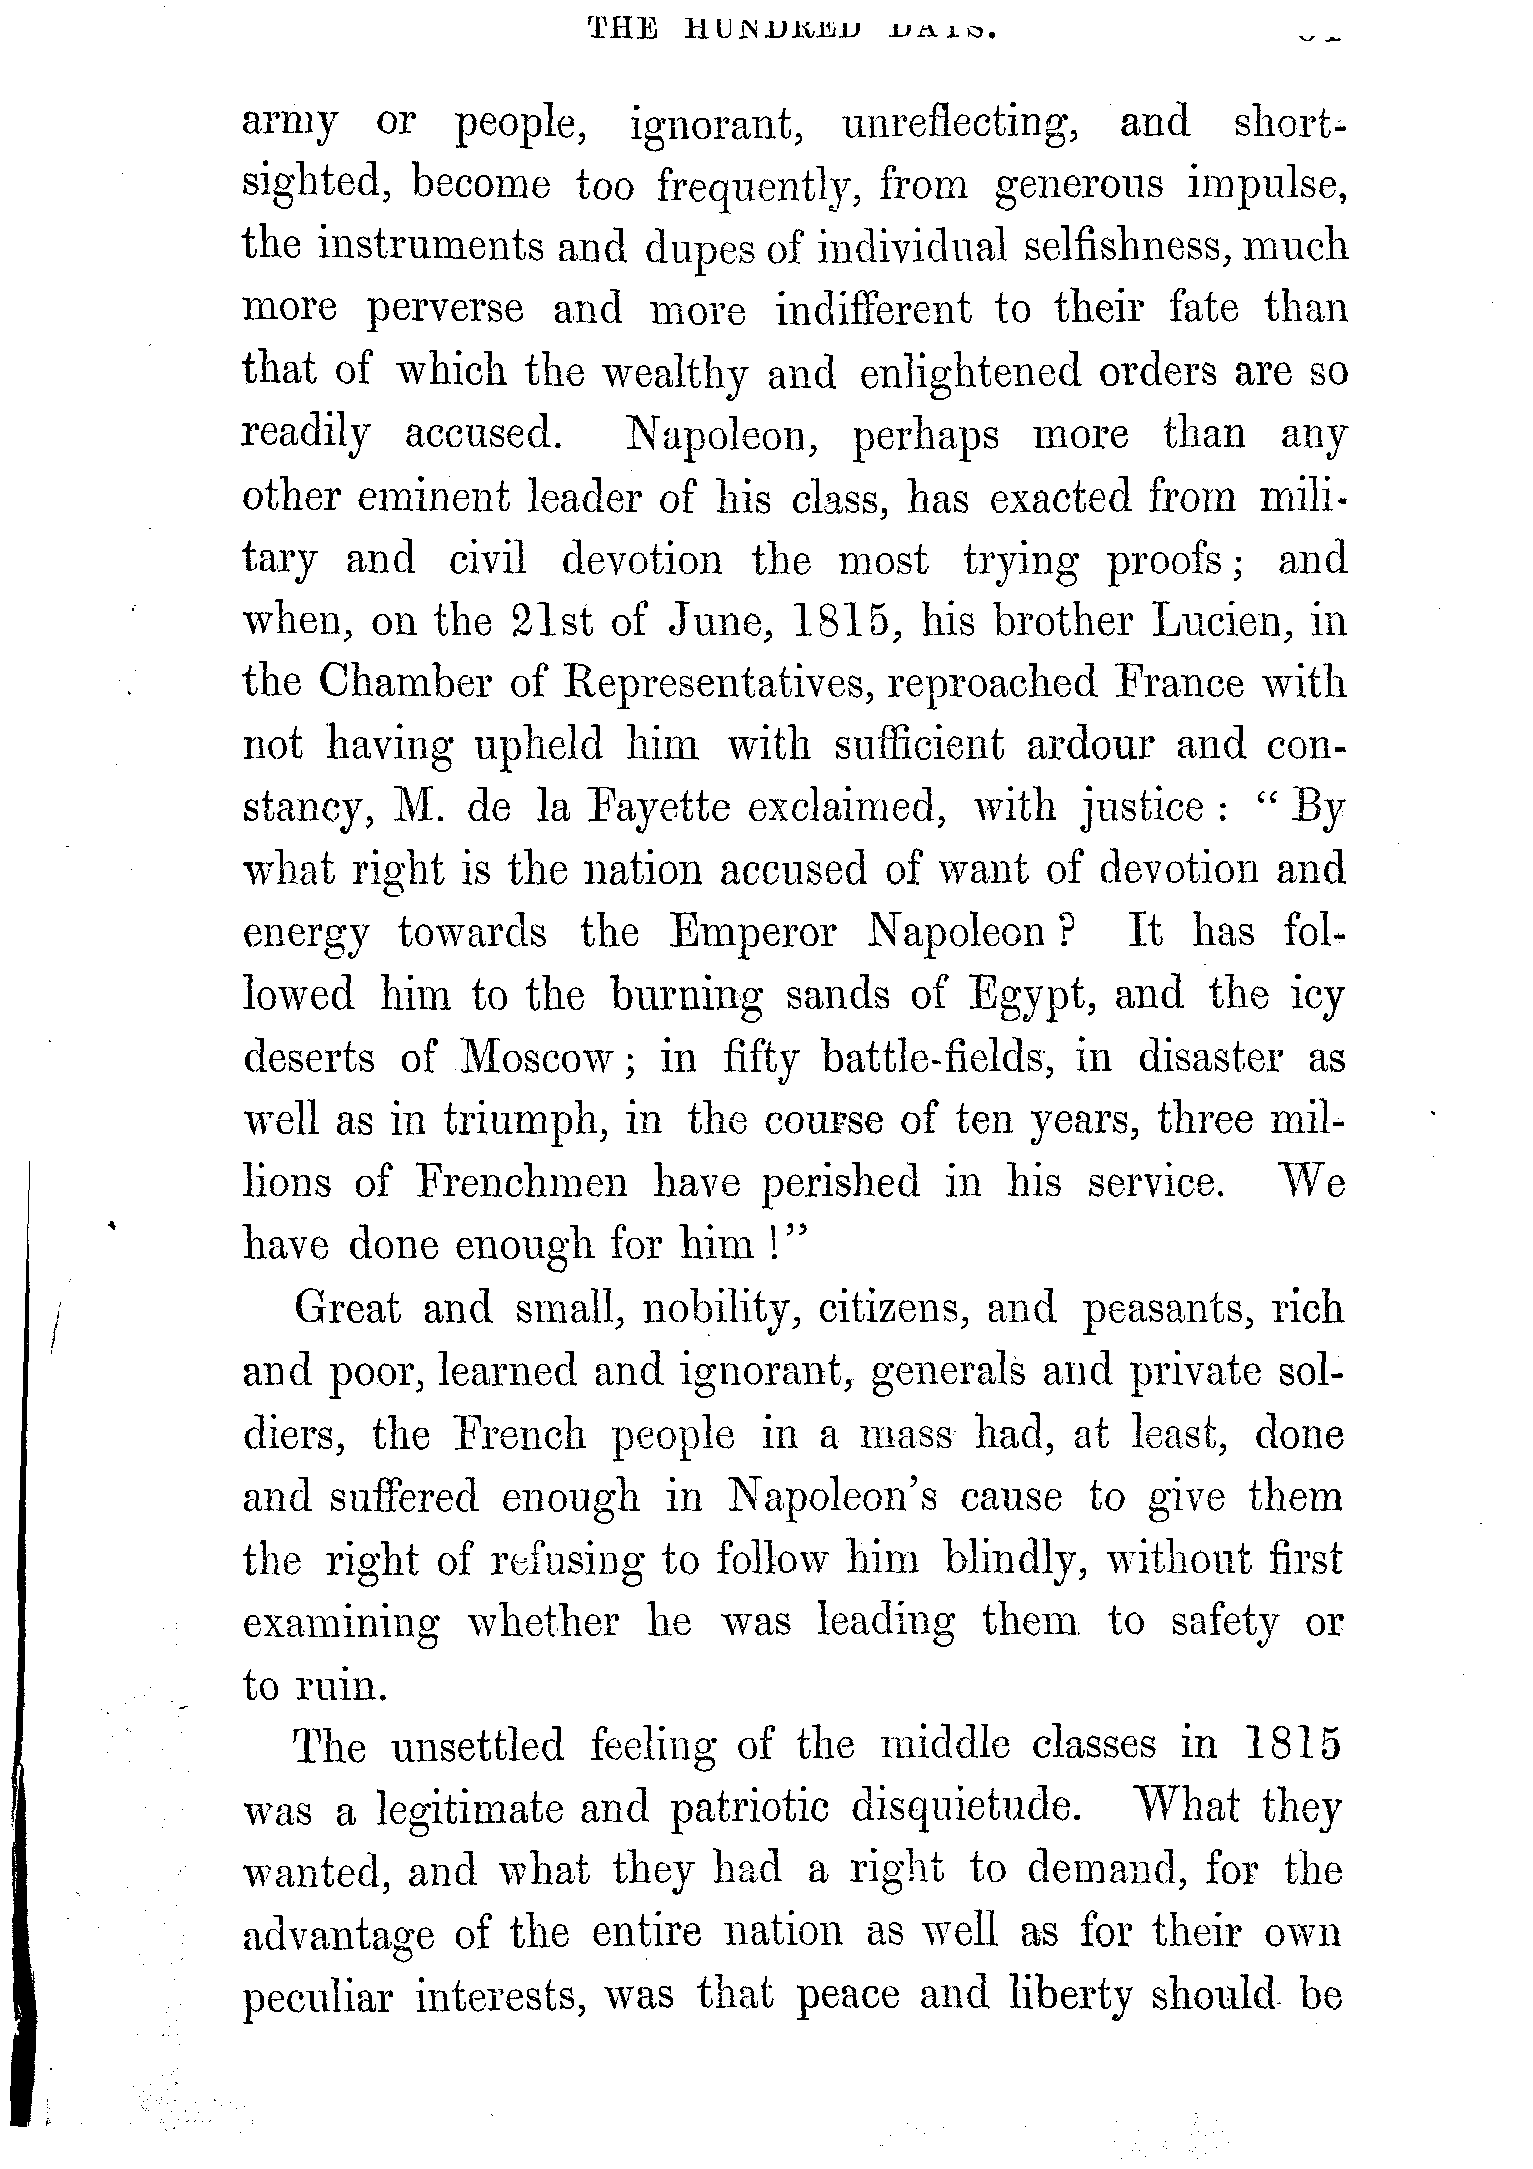 THE HUNDRED DAYS.
army or people, ignorant, unreflecting, and short-
sighted, become too frequently, from generous impulse,
the instruments and dupes of individual selfishness, much
more perverse and more indifferent to their fate than
that of which the wealthy and enlightened orders are so
readily accused. Napoleon, perhaps more than any
other eminent leader of his class, has exacted from mili-
tary and civil devotion the most trying proofs; and
when, on the 21st of June, 1815, his brother Lucien, in
the Chamber of Representatives, reproached France with
not having upheld him with sufficient ardour and con-
stancy, M. de la Fayette exclaimed, with justice : “ By
what right is the nation accused of want of devotion and
energy towards the Emperor Napoleon ? It has fol-
lowed him to the burning sands of Egypt, and the icy
deserts of Moscow ; in fifty battle-fields, in disaster as
well as in triumph, in the course of ten years, three mil-
lions of Frenchmen have perished in his service. We
have done enough for him !”
Great and small, nobility, citizens, and peasants, rich
and poor, learned and ignorant, generals and private sol-
diers, the French people in a mass had, at least, done
and suffered enough in Napoleon's cause to give them
the right of refusing to follow him blindly, without first
examining whether he was leading them to safety or
to ruin.
The unsettled feeling of the middle classes in 1815
was a legitimate and patriotic disquietude. What they
wanted, and what they had a right to demand, for the
advantage of the entire nation as well as for their own
peculiar interests, was that peace and liberty should be